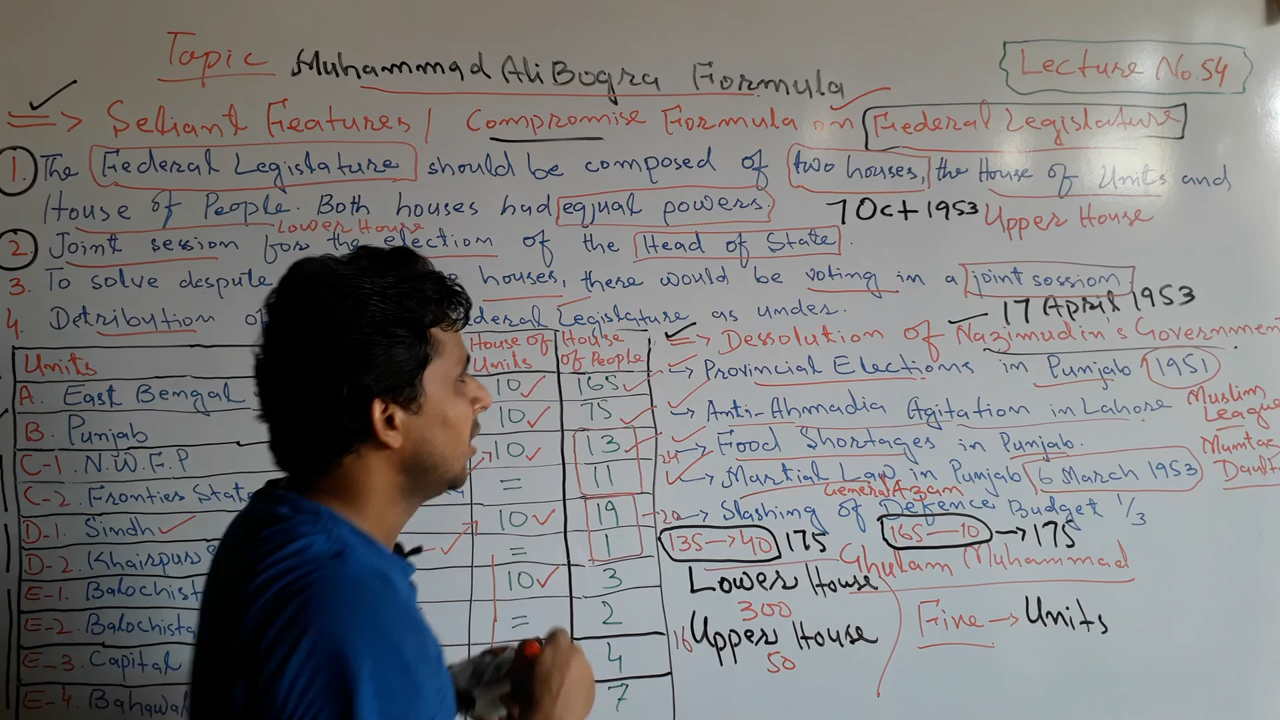 Topic Muhammad Ali Bogra Formula
Lecture No.54
=> Seliant Features / Compromise Formula on Federal Legislature
1. The Federal Legislature should be composed of two houses, the House of Units and
House of People. Both houses had eqjual powers. 7 Oct 1953 Upper House
Lower House
2. Joint session for the election of the Head of State.
3. To solve despute houses, there would be voting in a joint sossion
17 April 1953
4. Detribution of ederal Legislature as under.
Units House of Units House of People
A. East Bengal 10 165
B. Punjab 10 75
C-1. N.W.F.P 10 13
C-2. Fronties State = 11
24
D-1. Sindh 10 19
D-2. Khairpur = 1
20
E-1. Balochist 10 3
E-2. Balochista = 2
E-3. Capital 4
E-4. Bahawal 7
=> Dessolution of Nazimudin's Government
→ Provincial Elections in Punjab 1951
→ Anti-Ahmadia Agitation in Lahore Muslim League
→ Food Shortages in Punjab. Mumtaz Dault
→ Martial Law in Punjab 6 March 1953
General Azam
→ Slashing of Defence Budget 1/3
135→40 175 165—10 → 175
Ghulam Muhammad
Lower House
300
16 Upper House
50
Five → Units